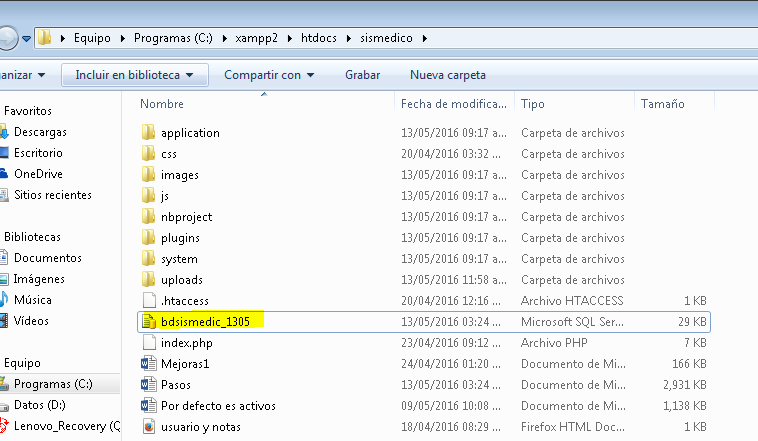 Equipo Programas (C:) xampp2 htdocs sismedico
anizar Incluir en biblioteca Compartir con Grabar Nueva carpeta
Favoritos
Descargas
Escritorio
OneDrive
Sitios recientes
Bibliotecas
Documentos
Imágenes
Música
Vídeos
Equipo
Programas (C:)
Datos (D:)
Lenovo_Recovery (Q
Nombre Fecha de modifica... Tipo Tamaño
application 13/05/2016 09:17 a... Carpeta de archivos
css 20/04/2016 03:32 ... Carpeta de archivos
images 13/05/2016 09:17 a... Carpeta de archivos
js 13/05/2016 09:17 a... Carpeta de archivos
nbproject 13/05/2016 09:17 a... Carpeta de archivos
plugins 13/05/2016 09:17 a... Carpeta de archivos
system 13/05/2016 09:17 a... Carpeta de archivos
uploads 13/05/2016 11:58 a... Carpeta de archivos
.htaccess 20/04/2016 12:16 ... Archivo HTACCESS 1 KB
bdsismedic_1305 13/05/2016 03:24 ... Microsoft SQL Ser... 29 KB
index.php 23/04/2016 09:12 ... Archivo PHP 7 KB
Mejoras1 24/04/2016 01:20 ... Documento de Mi... 166 KB
Pasos 13/05/2016 03:24 ... Documento de Mi... 2,931 KB
Por defecto es activos 09/05/2016 10:08 ... Documento de Mi... 1,138 KB
usuario y notas 18/04/2016 08:29 ... Firefox HTML Doc... 1 KB